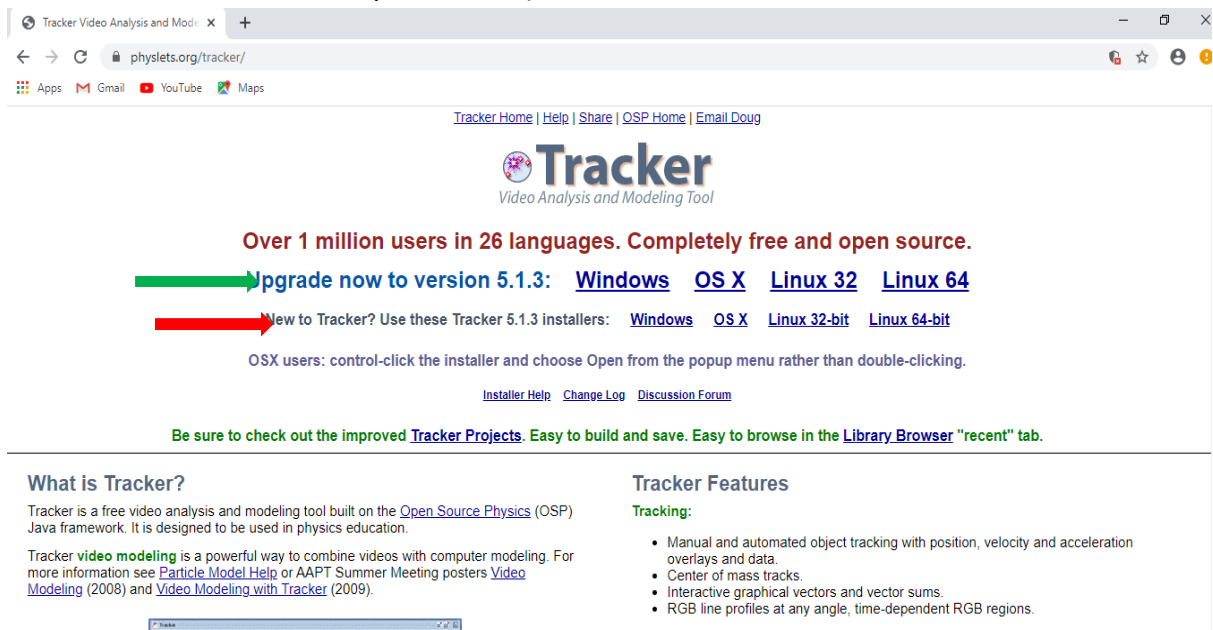 Tracker Video Analysis and Mode
physlets.org/tracker/
Apps Gmail YouTube Maps
Tracker Home | Help | Share | OSP Home | Email Doug
Tracker
Video Analysis and Modeling Tool
Over 1 million users in 26 languages. Completely free and open source.
Upgrade now to version 5.1.3: Windows OS X Linux 32 Linux 64
New to Tracker? Use these Tracker 5.1.3 installers: Windows OS X Linux 32-bit Linux 64-bit
OSX users: control-click the installer and choose Open from the popup menu rather than double-clicking.
Installer Help Change Log Discussion Forum
Be sure to check out the improved Tracker Projects. Easy to build and save. Easy to browse in the Library Browser "recent" tab.
What is Tracker?
Tracker is a free video analysis and modeling tool built on the Open Source Physics (OSP)
Java framework. It is designed to be used in physics education.
Tracker video modeling is a powerful way to combine videos with computer modeling. For
more information see Particle Model Help or AAPT Summer Meeting posters Video
Modeling (2008) and Video Modeling with Tracker (2009).
Tracker
Tracker Features
Tracking:
• Manual and automated object tracking with position, velocity and acceleration
overlays and data.
• Center of mass tracks.
• Interactive graphical vectors and vector sums.
• RGB line profiles at any angle, time-dependent RGB regions.